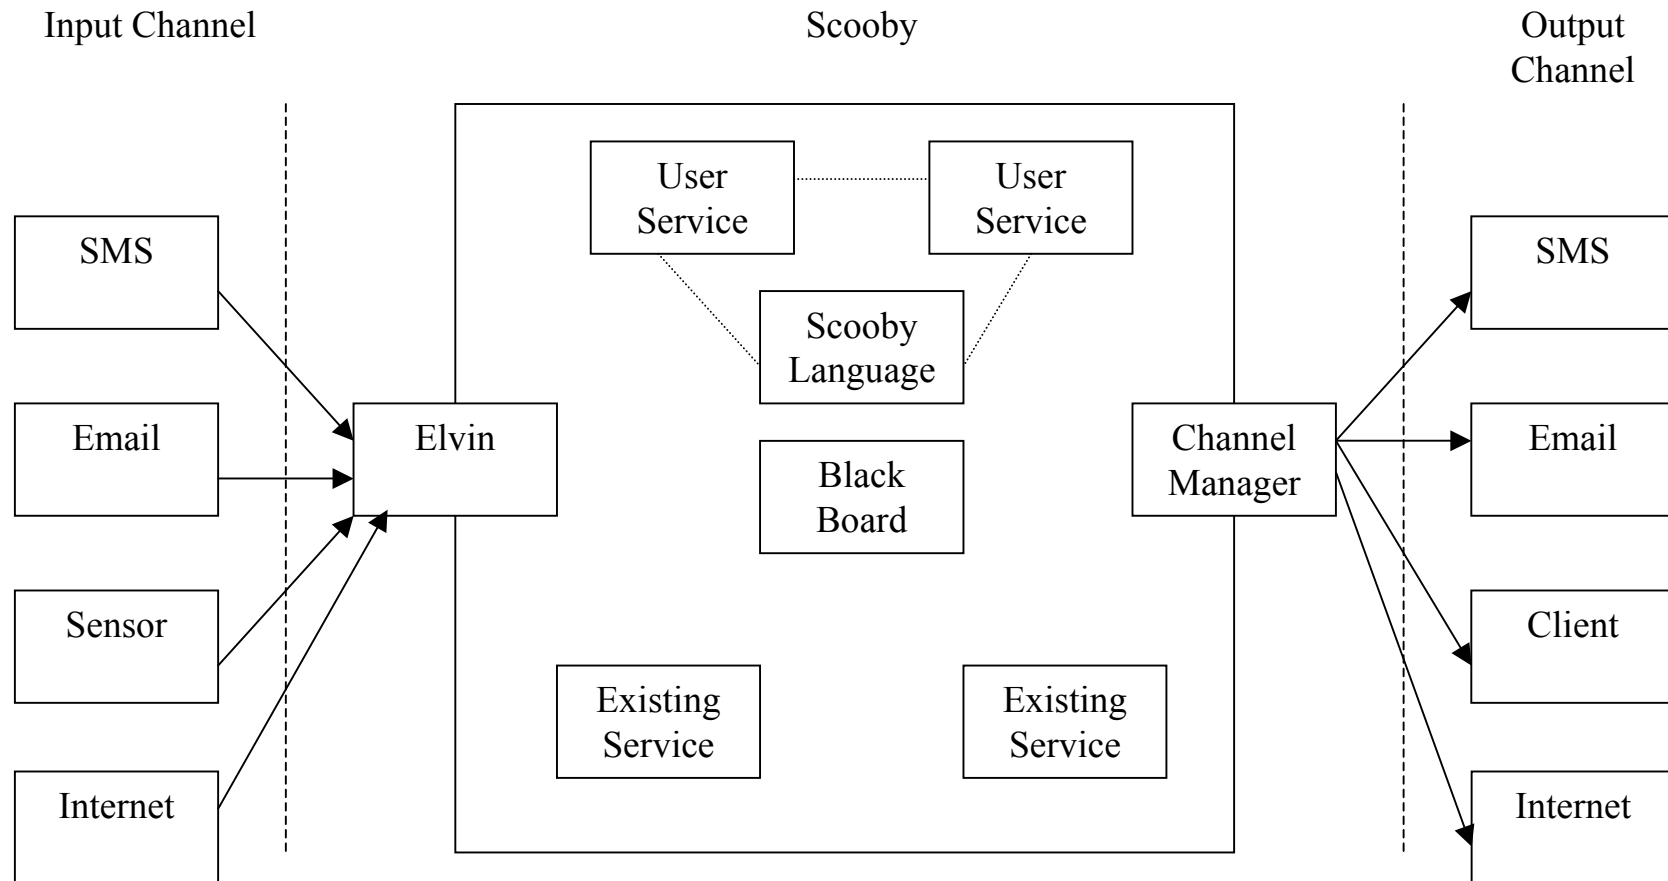 Input Channel
Scooby
Output
Channel
User
Service
User
Service
SMS
SMS
Scooby
Language
Email
Elvin
Channel
Manager
Email
Black
Board
Sensor
Client
Existing
Service
Existing
Service
Internet
Internet